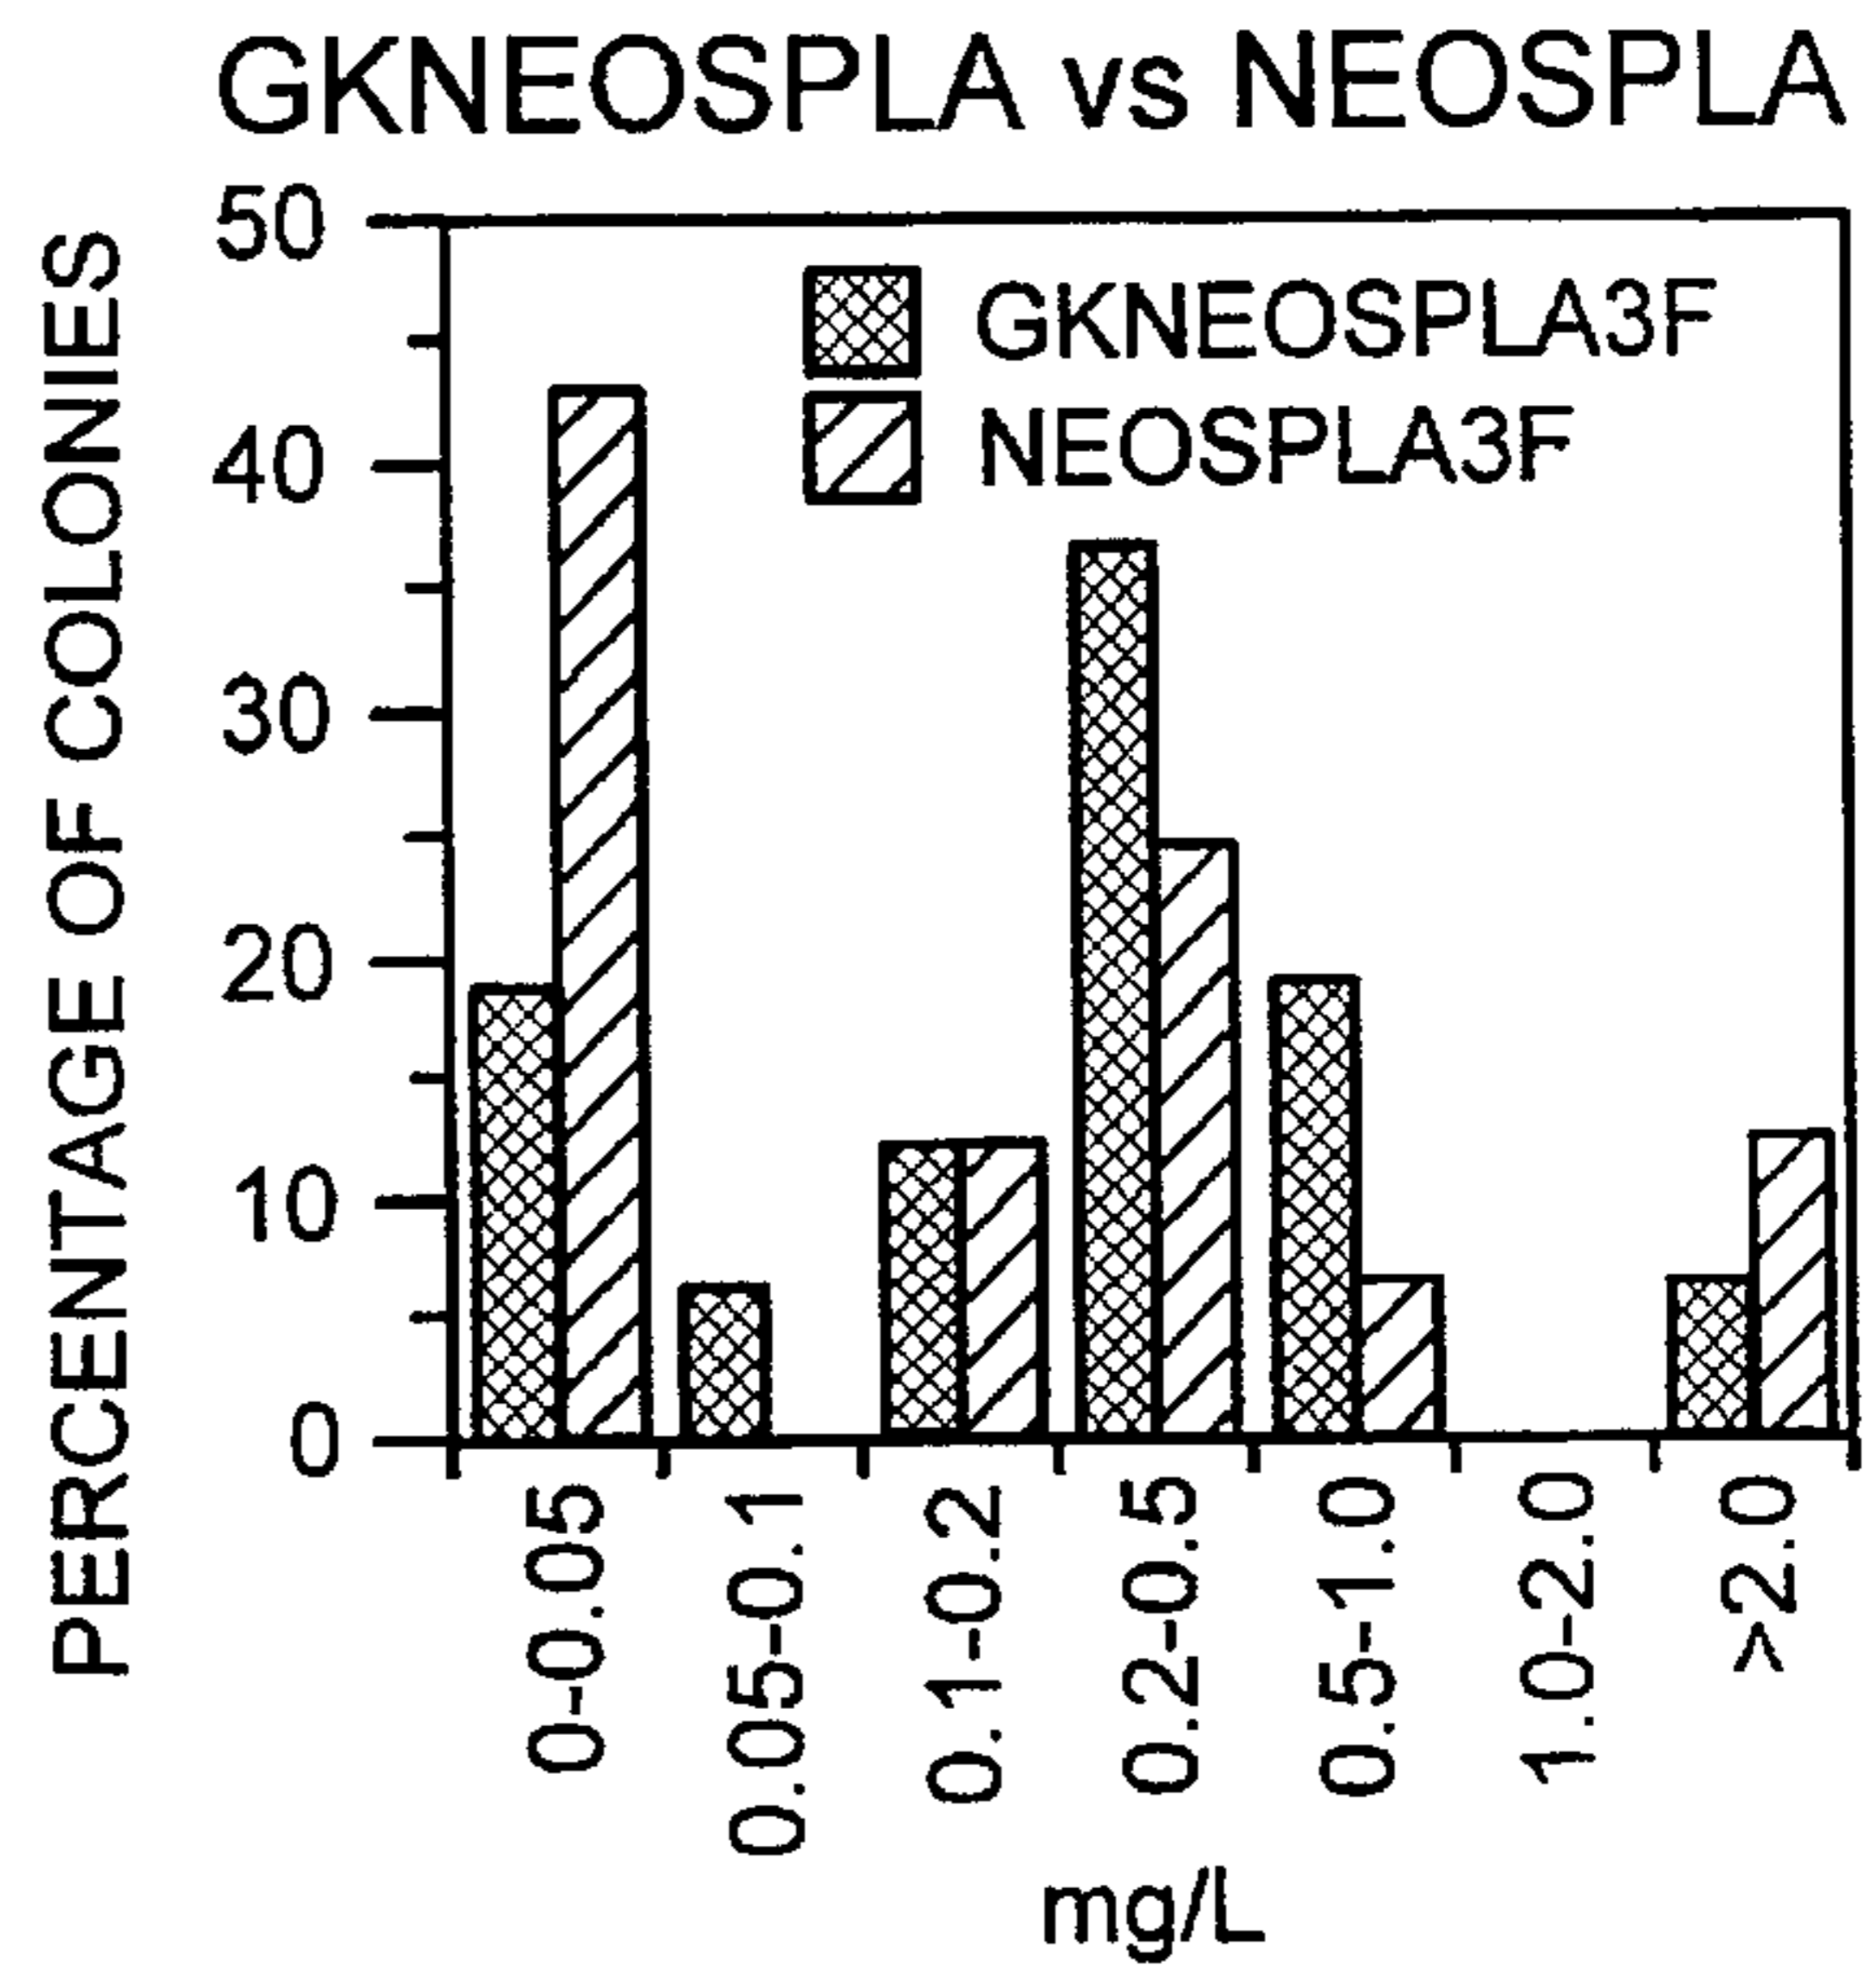 GKNEOSPLA vs NEOSPLA
PERCENTAGE OF COLONIES
50
40
30
20
10
0
GKNEOSPLA3F
NEOSPLA3F
0-0.05
0.05-0.1
0.1-0.2
0.2-0.5
0.5-1.0
1.0-2.0
>2.0
mg/L